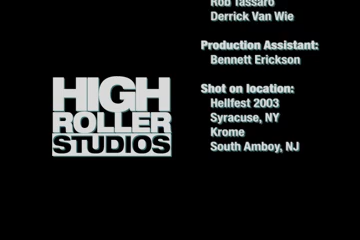 Rob Tassaro
Derrick Van Wie
Production Assistant:
Bennett Erickson
Shot on location:
Hellfest 2003
Syracuse, NY
Krome
South Amboy, NJ
HIGH
ROLLER
STUDIOS